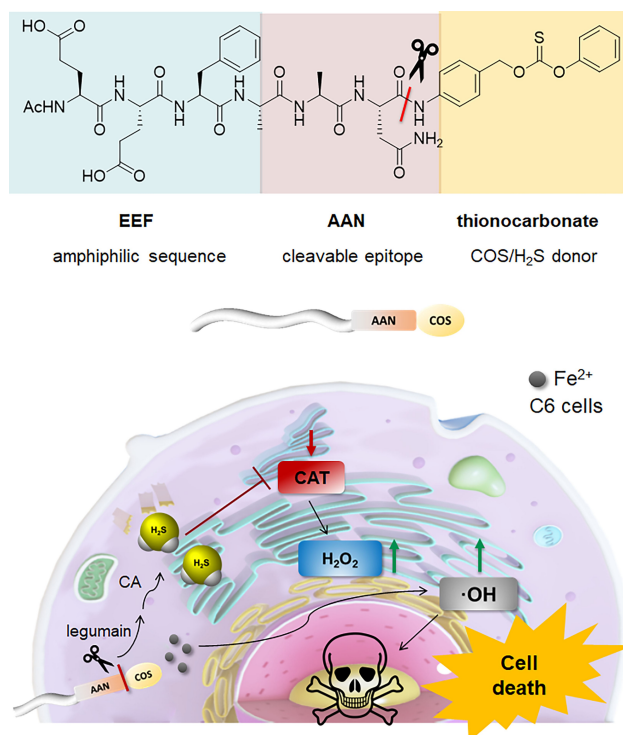 HO
O
O
H
N
O
H
N
O
H
N
O
S
O
O
AcHN
O
N
H
O
N
H
O
N
H
NH₂
HO
O
O
EEF
AAN
thionocarbonate
amphiphilic sequence
cleavable epitope
COS/H₂S donor
AAN
COS
Fe²⁺
C6 cells
CAT
H₂S
H₂S
H₂O₂
CA
·OH
legumain
AAN
COS
Cell
death